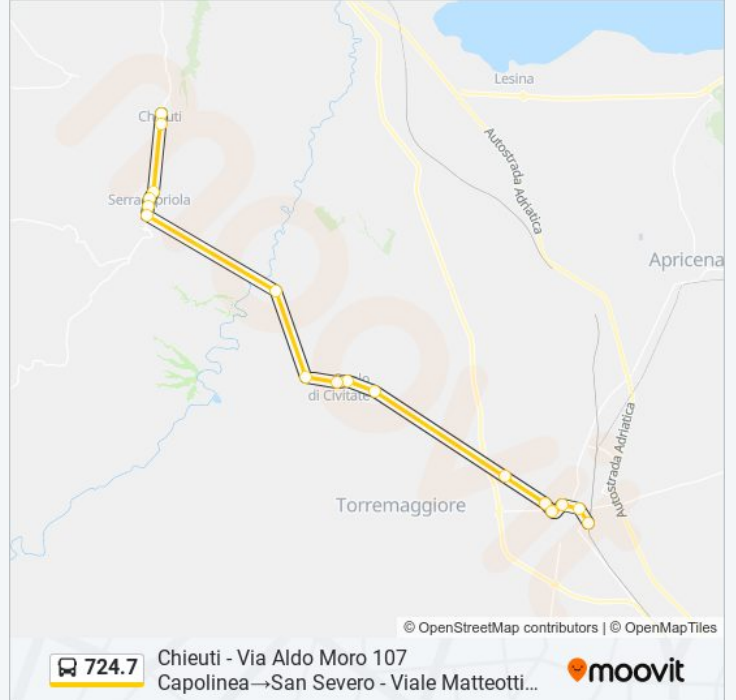 Lesina
Autostrada Adriatica
Chieuti
Serracapriola
Apricena
di Civitate
Autostrada Adriatica
Torremaggiore
moovit
© OpenStreetMap contributors | © OpenMapTiles
724.7
Chieuti - Via Aldo Moro 107
Capolinea→San Severo - Viale Matteotti...
moovit